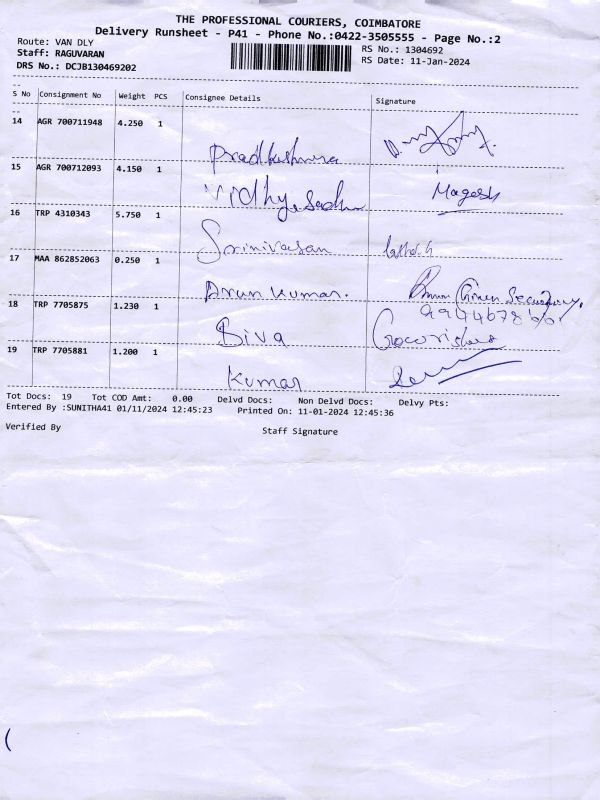 THE PROFESSIONAL COURIERS, COIMBATORE
Delivery Runsheet - P41 - Phone No.:0422-3505555 - Page No.:2
Route: VAN DLY
RS No.: 1304692
Staff: RAGUVARAN
RS Date: 11-Jan-2024
DRS No.: DCJB130469202
S No Consignment No Weight PCS Consignee Details Signature
14 AGR 700711948 4.250 1
15 AGR 700712093 4.150 1 Magesh
16 TRP 4310343 5.750 1 Srinivasan
17 MAA 862852063 0.250 1 Arun Kumar.
18 TRP 7705875 1.230 1 Siva
19 TRP 7705881 1.200 1 Kumar
Tot Docs: 19 Tot COD Amt: 0.00 Delvd Docs: Non Delvd Docs: Delvy Pts:
Entered By :SUNITHA41 01/11/2024 12:45:23 Printed On: 11-01-2024 12:45:36
Verified By Staff Signature